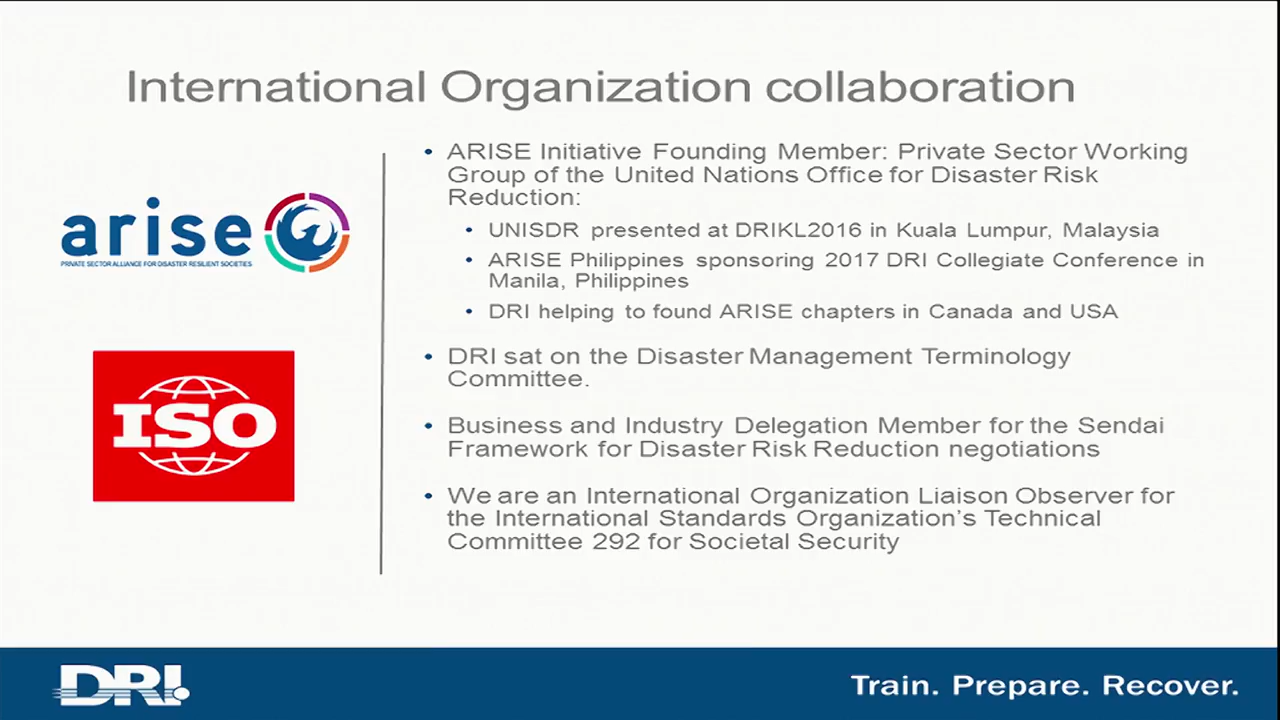 International Organization collaboration
arise
PRIVATE SECTOR ALLIANCE FOR DISASTER RESILIENT SOCIETIES
ISO
• ARISE Initiative Founding Member: Private Sector Working
Group of the United Nations Office for Disaster Risk
Reduction:
• UNISDR presented at DRIKL2016 in Kuala Lumpur, Malaysia
• ARISE Philippines sponsoring 2017 DRI Collegiate Conference in
Manila, Philippines
• DRI helping to found ARISE chapters in Canada and USA
• DRI sat on the Disaster Management Terminology
Committee.
• Business and Industry Delegation Member for the Sendai
Framework for Disaster Risk Reduction negotiations
• We are an International Organization Liaison Observer for
the International Standards Organization's Technical
Committee 292 for Societal Security
DRI
Train. Prepare. Recover.